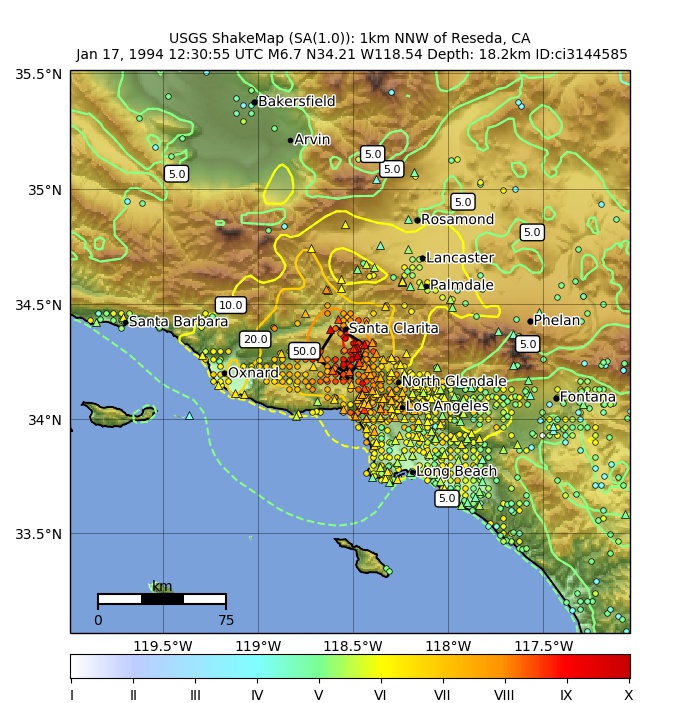 USGS ShakeMap (SA(1.0)): 1km NNW of Reseda, CA
Jan 17, 1994 12:30:55 UTC M6.7 N34.21 W118.54 Depth: 18.2km ID:ci3144585
35.5°N
Bakersfield
Arvin
5.0
5.0
5.0
35°N
5.0
Rosamond
5.0
Lancaster
Palmdale
34.5°N
10.0
Santa Barbara
Santa Clarita
Phelan
20.0
5.0
50.0
Oxnard
North Glendale
Fontana
Los Angeles
34°N
Long Beach
5.0
33.5°N
km
0 75
119.5°W 119°W 118.5°W 118°W 117.5°W
I II III IV V VI VII VIII IX X